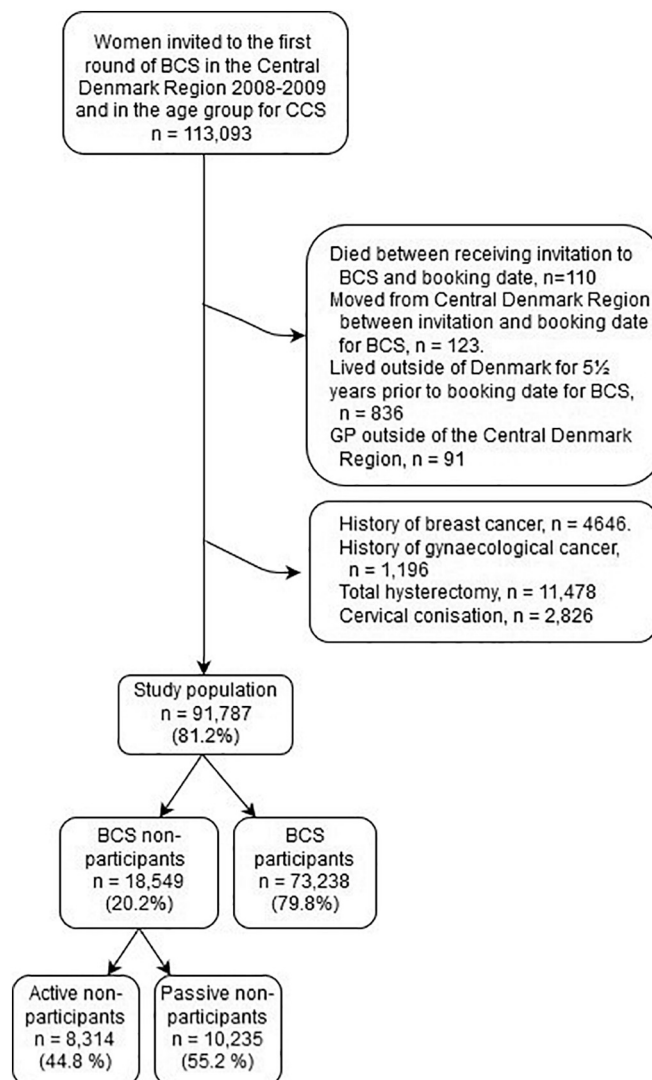 Women invited to the first
round of BCS in the Central
Denmark Region 2008-2009
and in the age group for CCS
n = 113,093
Died between receiving invitation to
BCS and booking date, n=110
Moved from Central Denmark Region
between invitation and booking date
for BCS, n = 123.
Lived outside of Denmark for 5½
years prior to booking date for BCS,
n = 836
GP outside of the Central Denmark
Region, n = 91
History of breast cancer, n = 4646.
History of gynaecological cancer,
n = 1,196
Total hysterectomy, n = 11,478
Cervical conisation, n = 2,826
Study population
n = 91,787
(81.2%)
BCS non-
participants
n = 18,549
(20.2%)
BCS
participants
n = 73,238
(79.8%)
Active non-
participants
n = 8,314
(44.8 %)
Passive non-
participants
n = 10,235
(55.2 %)